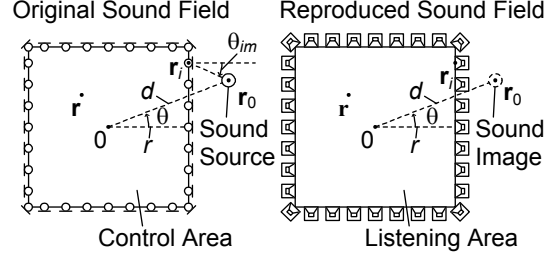 Original Sound Field
θim
ri
d
r0
r
θ
0
r
Sound
Source
Control Area
Reproduced Sound Field
ri
d
r0
r
θ
0
r
Sound
Image
Listening Area